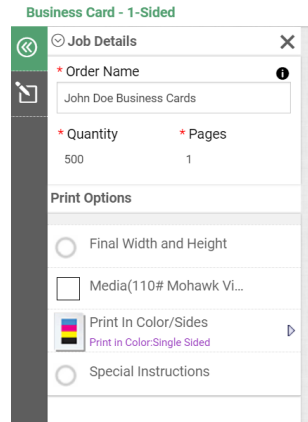 Business Card - 1-Sided
Job Details
* Order Name
John Doe Business Cards
* Quantity * Pages
500 1
Print Options
Final Width and Height
Media(110# Mohawk Vi...
Print In Color/Sides
Print in Color:Single Sided
Special Instructions